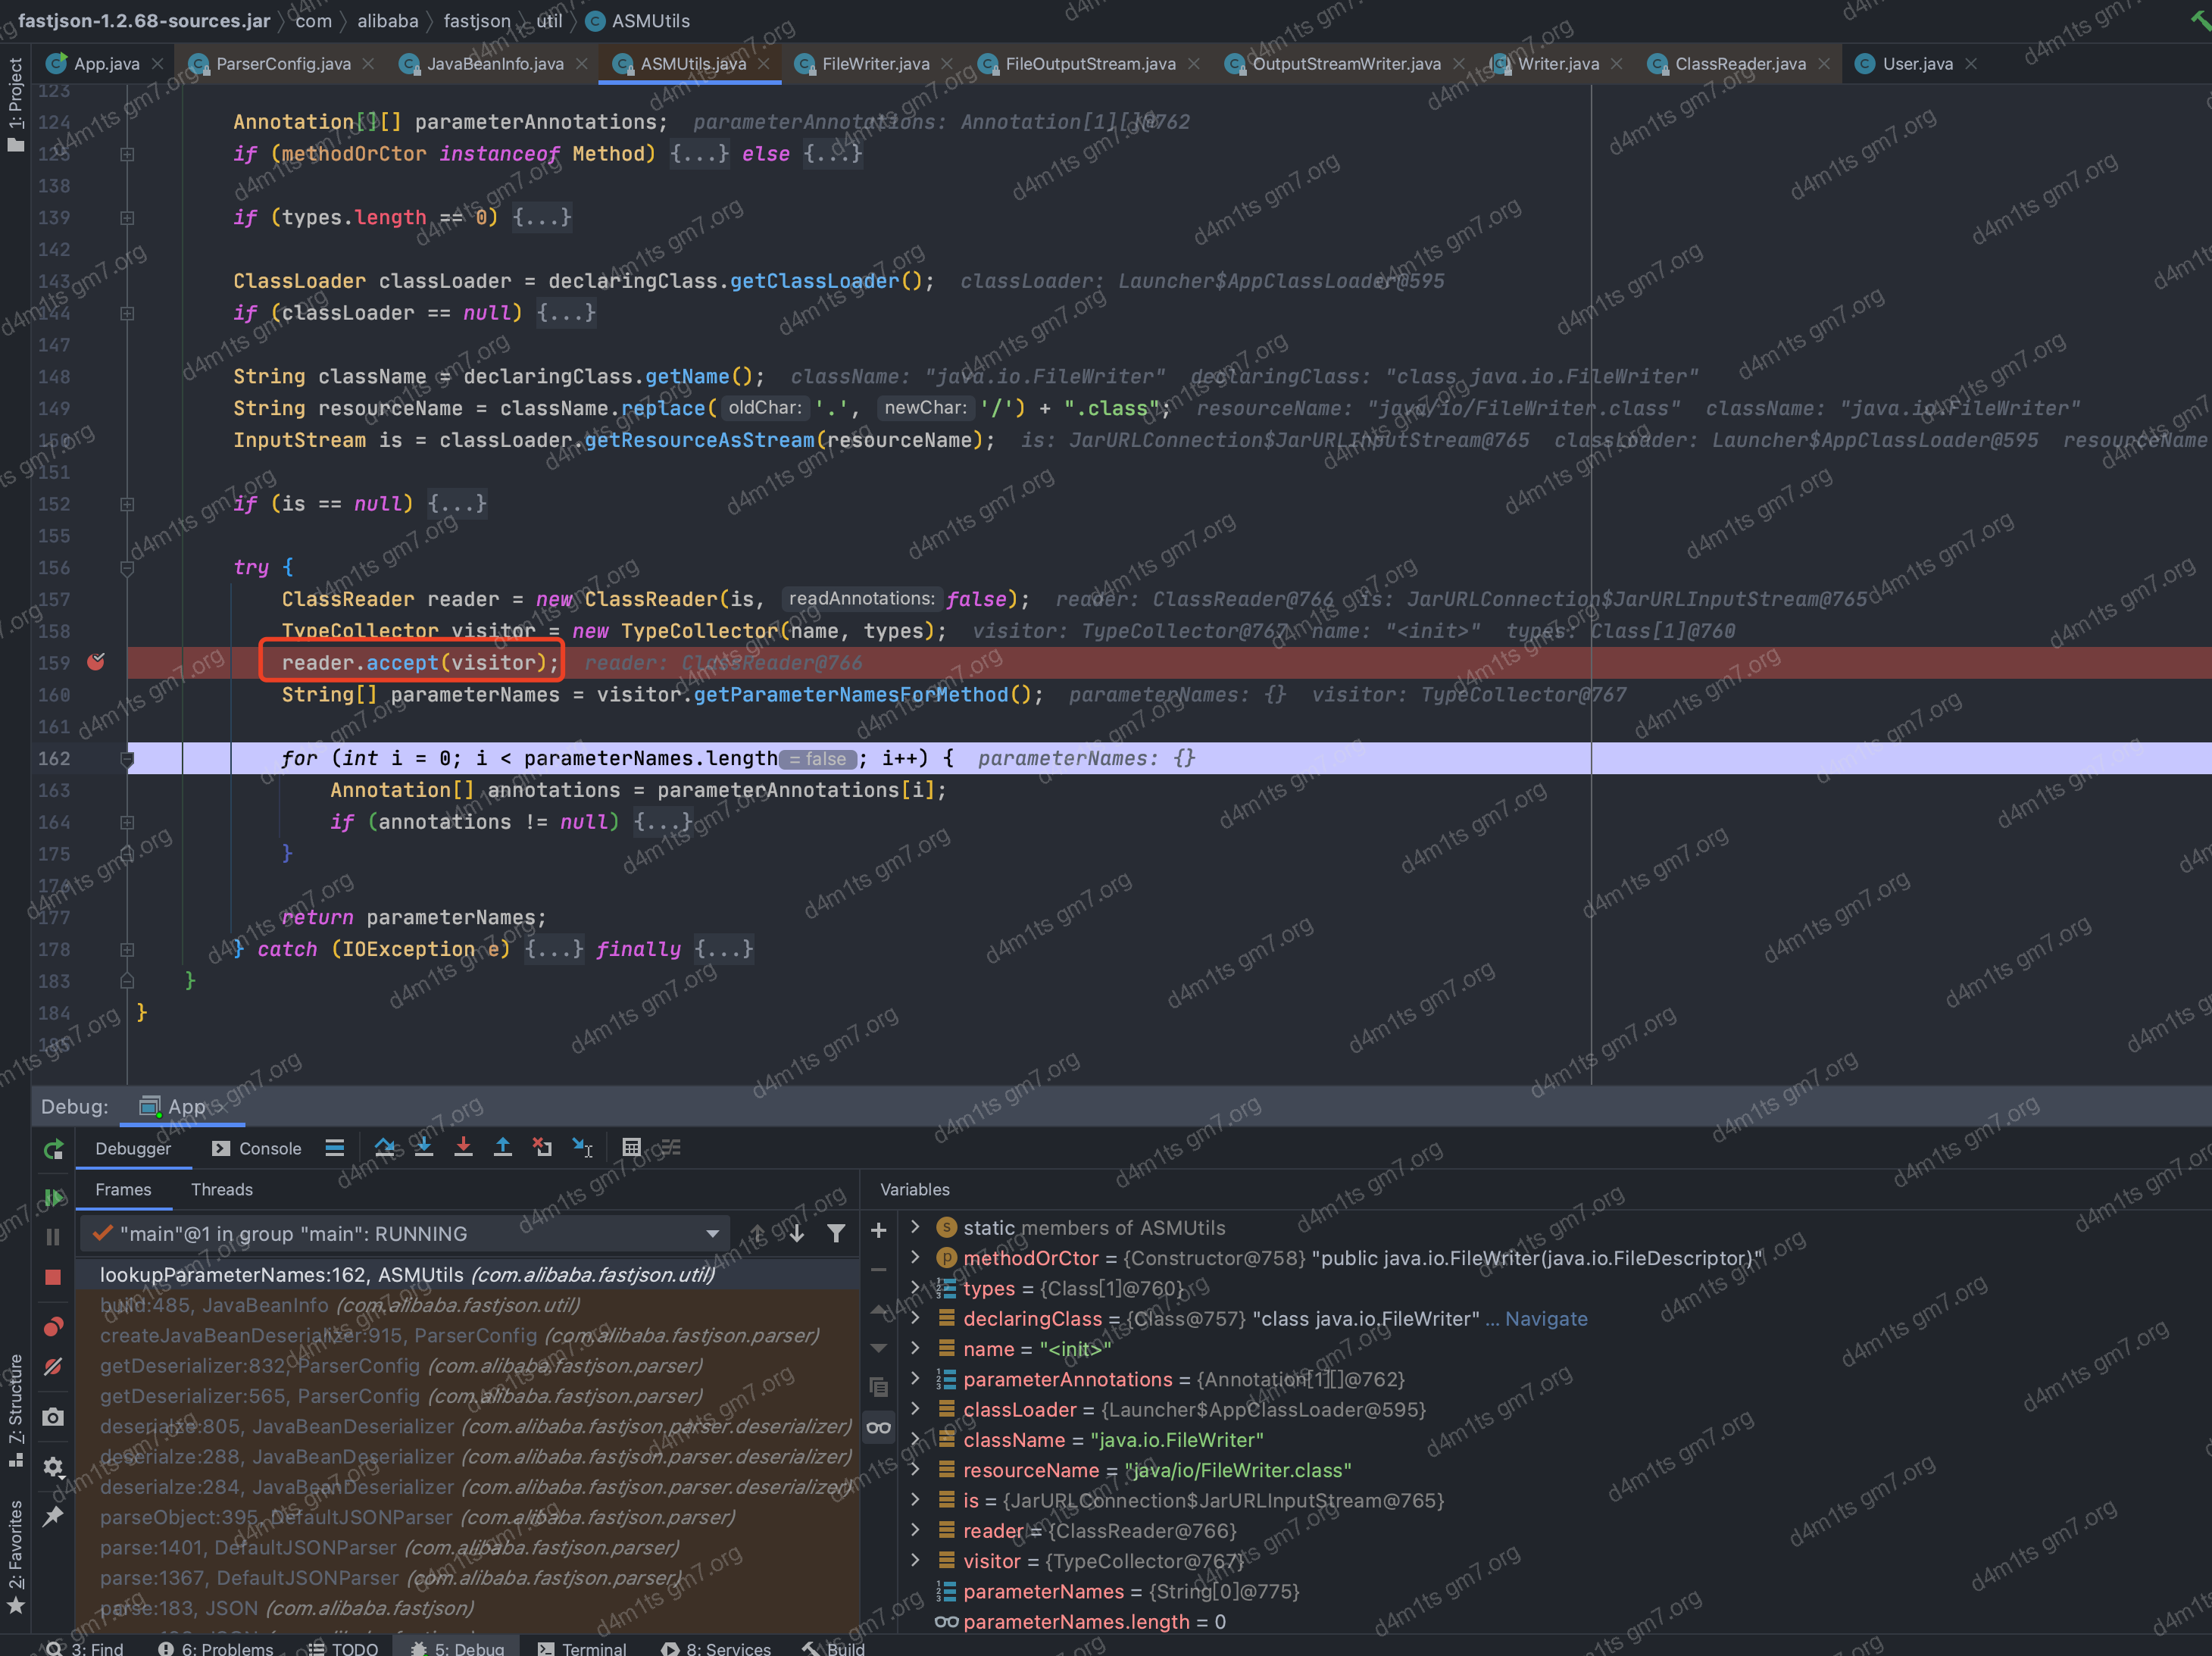 fastjson-1.2.68-sources.jar com alibaba fastjson util ASMUtils
App.java ParserConfig.java JavaBeanInfo.java ASMUtils.java FileWriter.java FileOutputStream.java OutputStreamWriter.java Writer.java ClassReader.java User.java
1: Project
123
124 Annotation[][] parameterAnnotations; parameterAnnotations: Annotation[1][]@762
125 if (methodOrCtor instanceof Method) {...} else {...}
138
139 if (types.length == 0) {...}
142
143 ClassLoader classLoader = declaringClass.getClassLoader(); classLoader: Launcher$AppClassLoader@595
144 if (classLoader == null) {...}
147
148 String className = declaringClass.getName(); className: "java.io.FileWriter" declaringClass: "class java.io.FileWriter"
149 String resourceName = className.replace( oldChar: '.', newChar: '/') + ".class"; resourceName: "java/io/FileWriter.class" className: "java.io.FileWriter"
150 InputStream is = classLoader.getResourceAsStream(resourceName); is: JarURLConnection$JarURLInputStream@765 classLoader: Launcher$AppClassLoader@595 resourceName
151
152 if (is == null) {...}
155
156 try {
157 ClassReader reader = new ClassReader(is, readAnnotations: false); reader: ClassReader@766 is: JarURLConnection$JarURLInputStream@765
158 TypeCollector visitor = new TypeCollector(name, types); visitor: TypeCollector@767 name: "<init>" types: Class[1]@760
159 reader.accept(visitor); reader: ClassReader@766
160 String[] parameterNames = visitor.getParameterNamesForMethod(); parameterNames: {} visitor: TypeCollector@767
161
162 for (int i = 0; i < parameterNames.length = false ; i++) { parameterNames: {}
163 Annotation[] annotations = parameterAnnotations[i];
164 if (annotations != null) {...}
175 }
176
177 return parameterNames;
178 } catch (IOException e) {...} finally {...}
183 }
184 }
185
Debug: App
Debugger Console
Frames Threads
Variables
"main"@1 in group "main": RUNNING
lookupParameterNames:162, ASMUtils (com.alibaba.fastjson.util)
build:485, JavaBeanInfo (com.alibaba.fastjson.util)
createJavaBeanDeserializer:915, ParserConfig (com.alibaba.fastjson.parser)
getDeserializer:832, ParserConfig (com.alibaba.fastjson.parser)
getDeserializer:565, ParserConfig (com.alibaba.fastjson.parser)
deserialze:805, JavaBeanDeserializer (com.alibaba.fastjson.parser.deserializer)
deserialze:288, JavaBeanDeserializer (com.alibaba.fastjson.parser.deserializer)
deserialze:284, JavaBeanDeserializer (com.alibaba.fastjson.parser.deserializer)
parseObject:395, DefaultJSONParser (com.alibaba.fastjson.parser)
parse:1401, DefaultJSONParser (com.alibaba.fastjson.parser)
parse:1367, DefaultJSONParser (com.alibaba.fastjson.parser)
parse:183, JSON (com.alibaba.fastjson)
static members of ASMUtils
methodOrCtor = {Constructor@758} "public java.io.FileWriter(java.io.FileDescriptor)"
types = {Class[1]@760}
declaringClass = {Class@757} "class java.io.FileWriter" ... Navigate
name = "<init>"
parameterAnnotations = {Annotation[1][]@762}
classLoader = {Launcher$AppClassLoader@595}
className = "java.io.FileWriter"
resourceName = "java/io/FileWriter.class"
is = {JarURLConnection$JarURLInputStream@765}
reader = {ClassReader@766}
visitor = {TypeCollector@767}
parameterNames = {String[0]@775}
parameterNames.length = 0
7: Structure
2: Favorites
3: Find 6: Problems TODO 5: Debug Terminal 8: Services Build
d4m1ts gm7.org